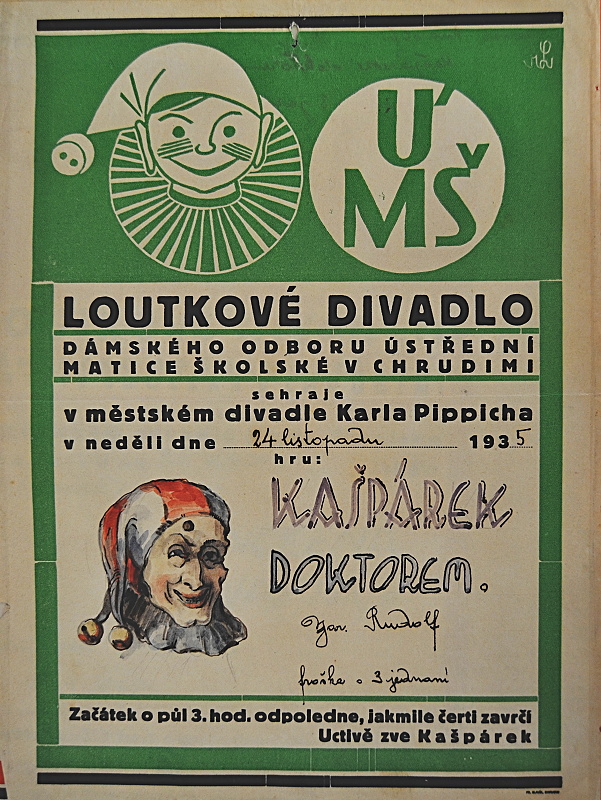 ÚMŠ
LOUTKOVÉ DIVADLO
DÁMSKÉHO ODBORU ÚSTŘEDNÍ
MATICE ŠKOLSKÉ V CHRUDIMI
sehraje
v městském divadle Karla Pippicha
v neděli dne 24 listopadu 1935
hru:
KAŠPÁREK
DOKTOREM.
Jar. Rudolf
fraška o 3 jednání
Začátek o půl 3. hod. odpoledne, jakmile čerti zavrčí
Uctivě zve Kašpárek